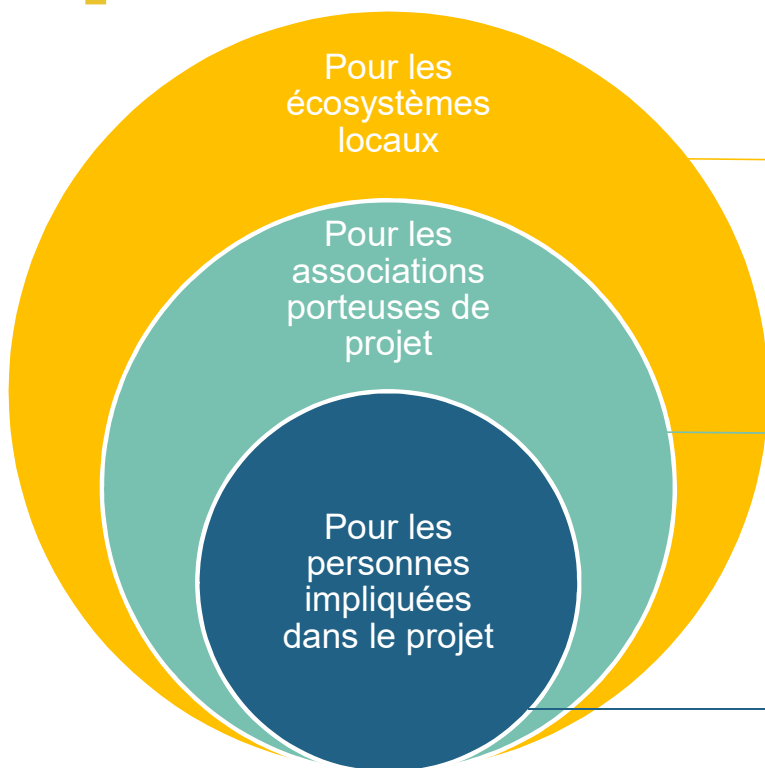 Pour les
écosystèmes
locaux
Pour les
associations
porteuses de
projet
Pour les
personnes
impliquées
dans le projet